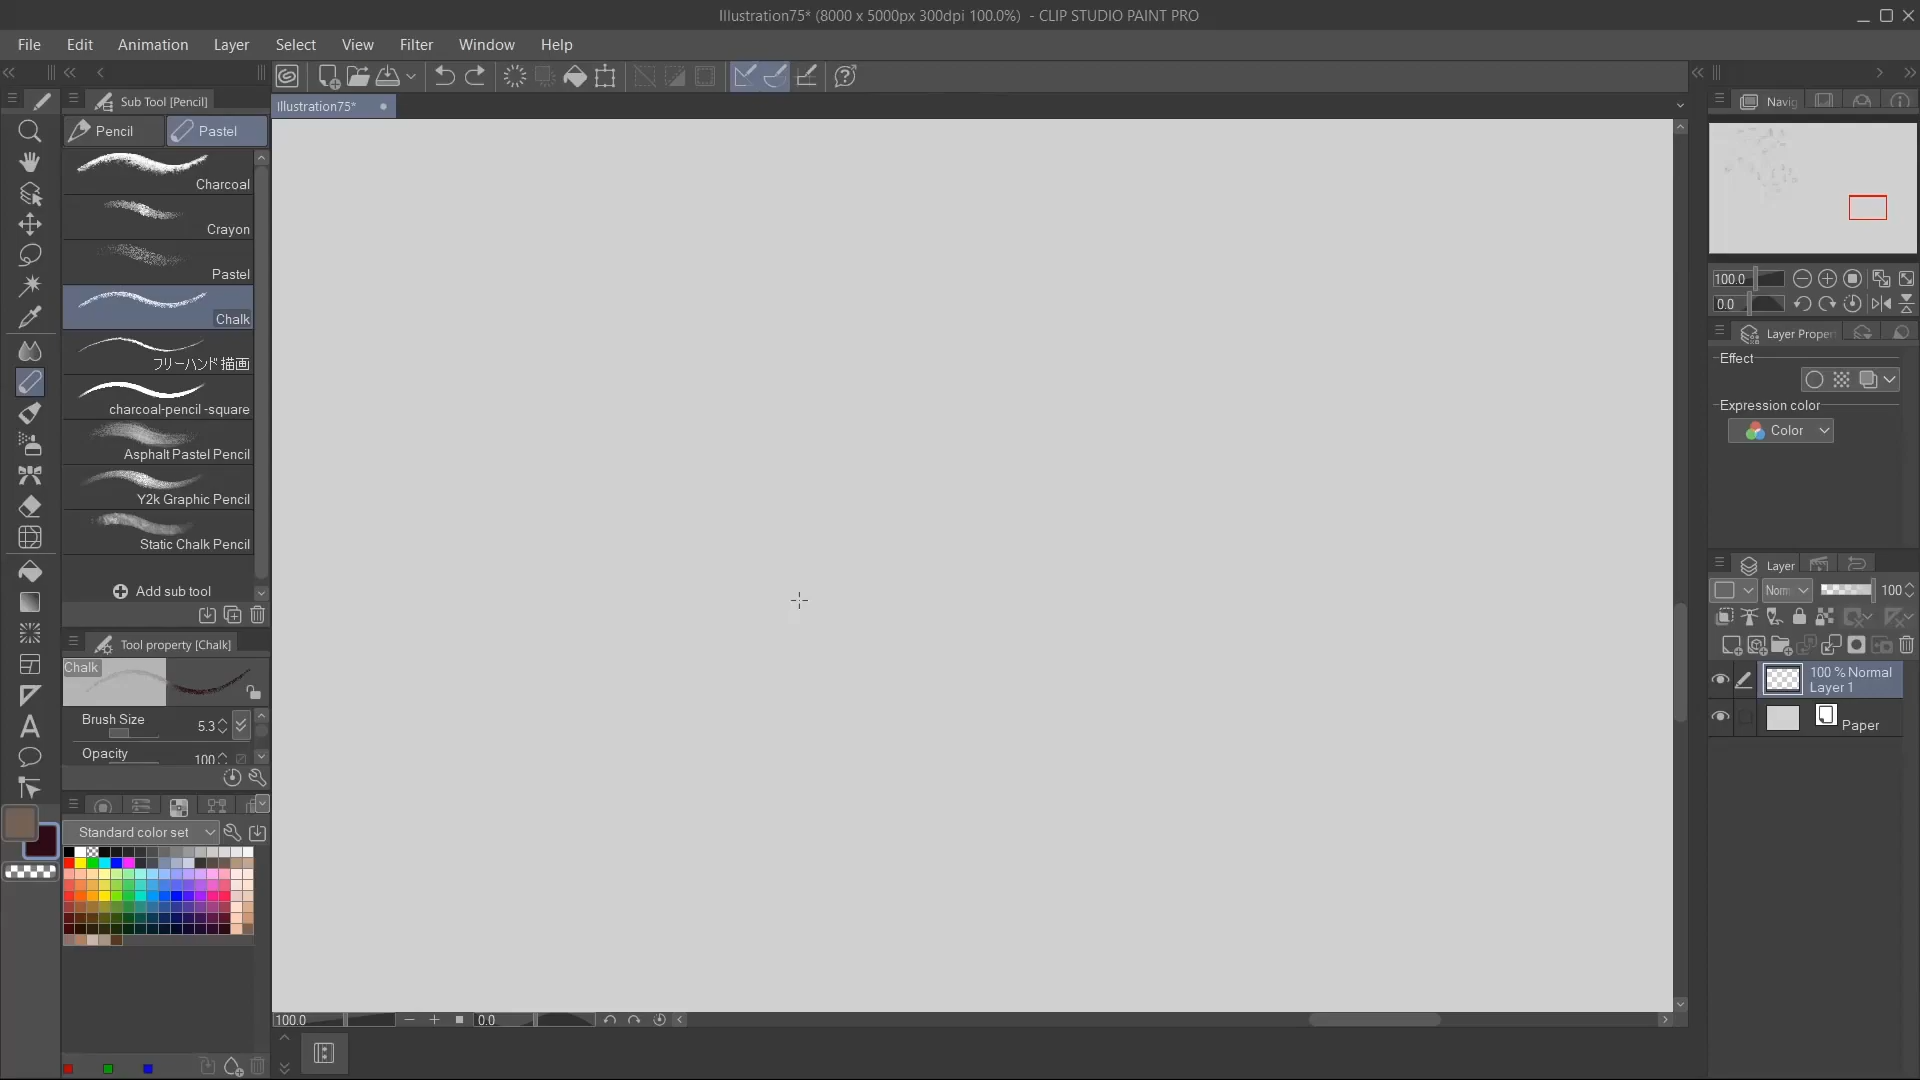 Illustration75* (8000 x 5000px 300dpi 100.0%)  - CLIP STUDIO PAINT PRO
File Edit Animation Layer Select View Filter Window Help
Sub Tool [Pencil]
Illustration75*
Navig
Pencil Pastel
Charcoal
Crayon
Pastel
Chalk
フリーハンド描画
charcoal-pencil -square
Asphalt Pastel Pencil
Y2k Graphic Pencil
Static Chalk Pencil
Add sub tool
Tool property [Chalk]
Chalk
Brush Size 5.3
Opacity 100
Standard color set
100.0 0.0
100.0
0.0
Layer Proper
Effect
Expression color
Color
Layer
Norm 100
100 % Normal
Layer 1
Paper